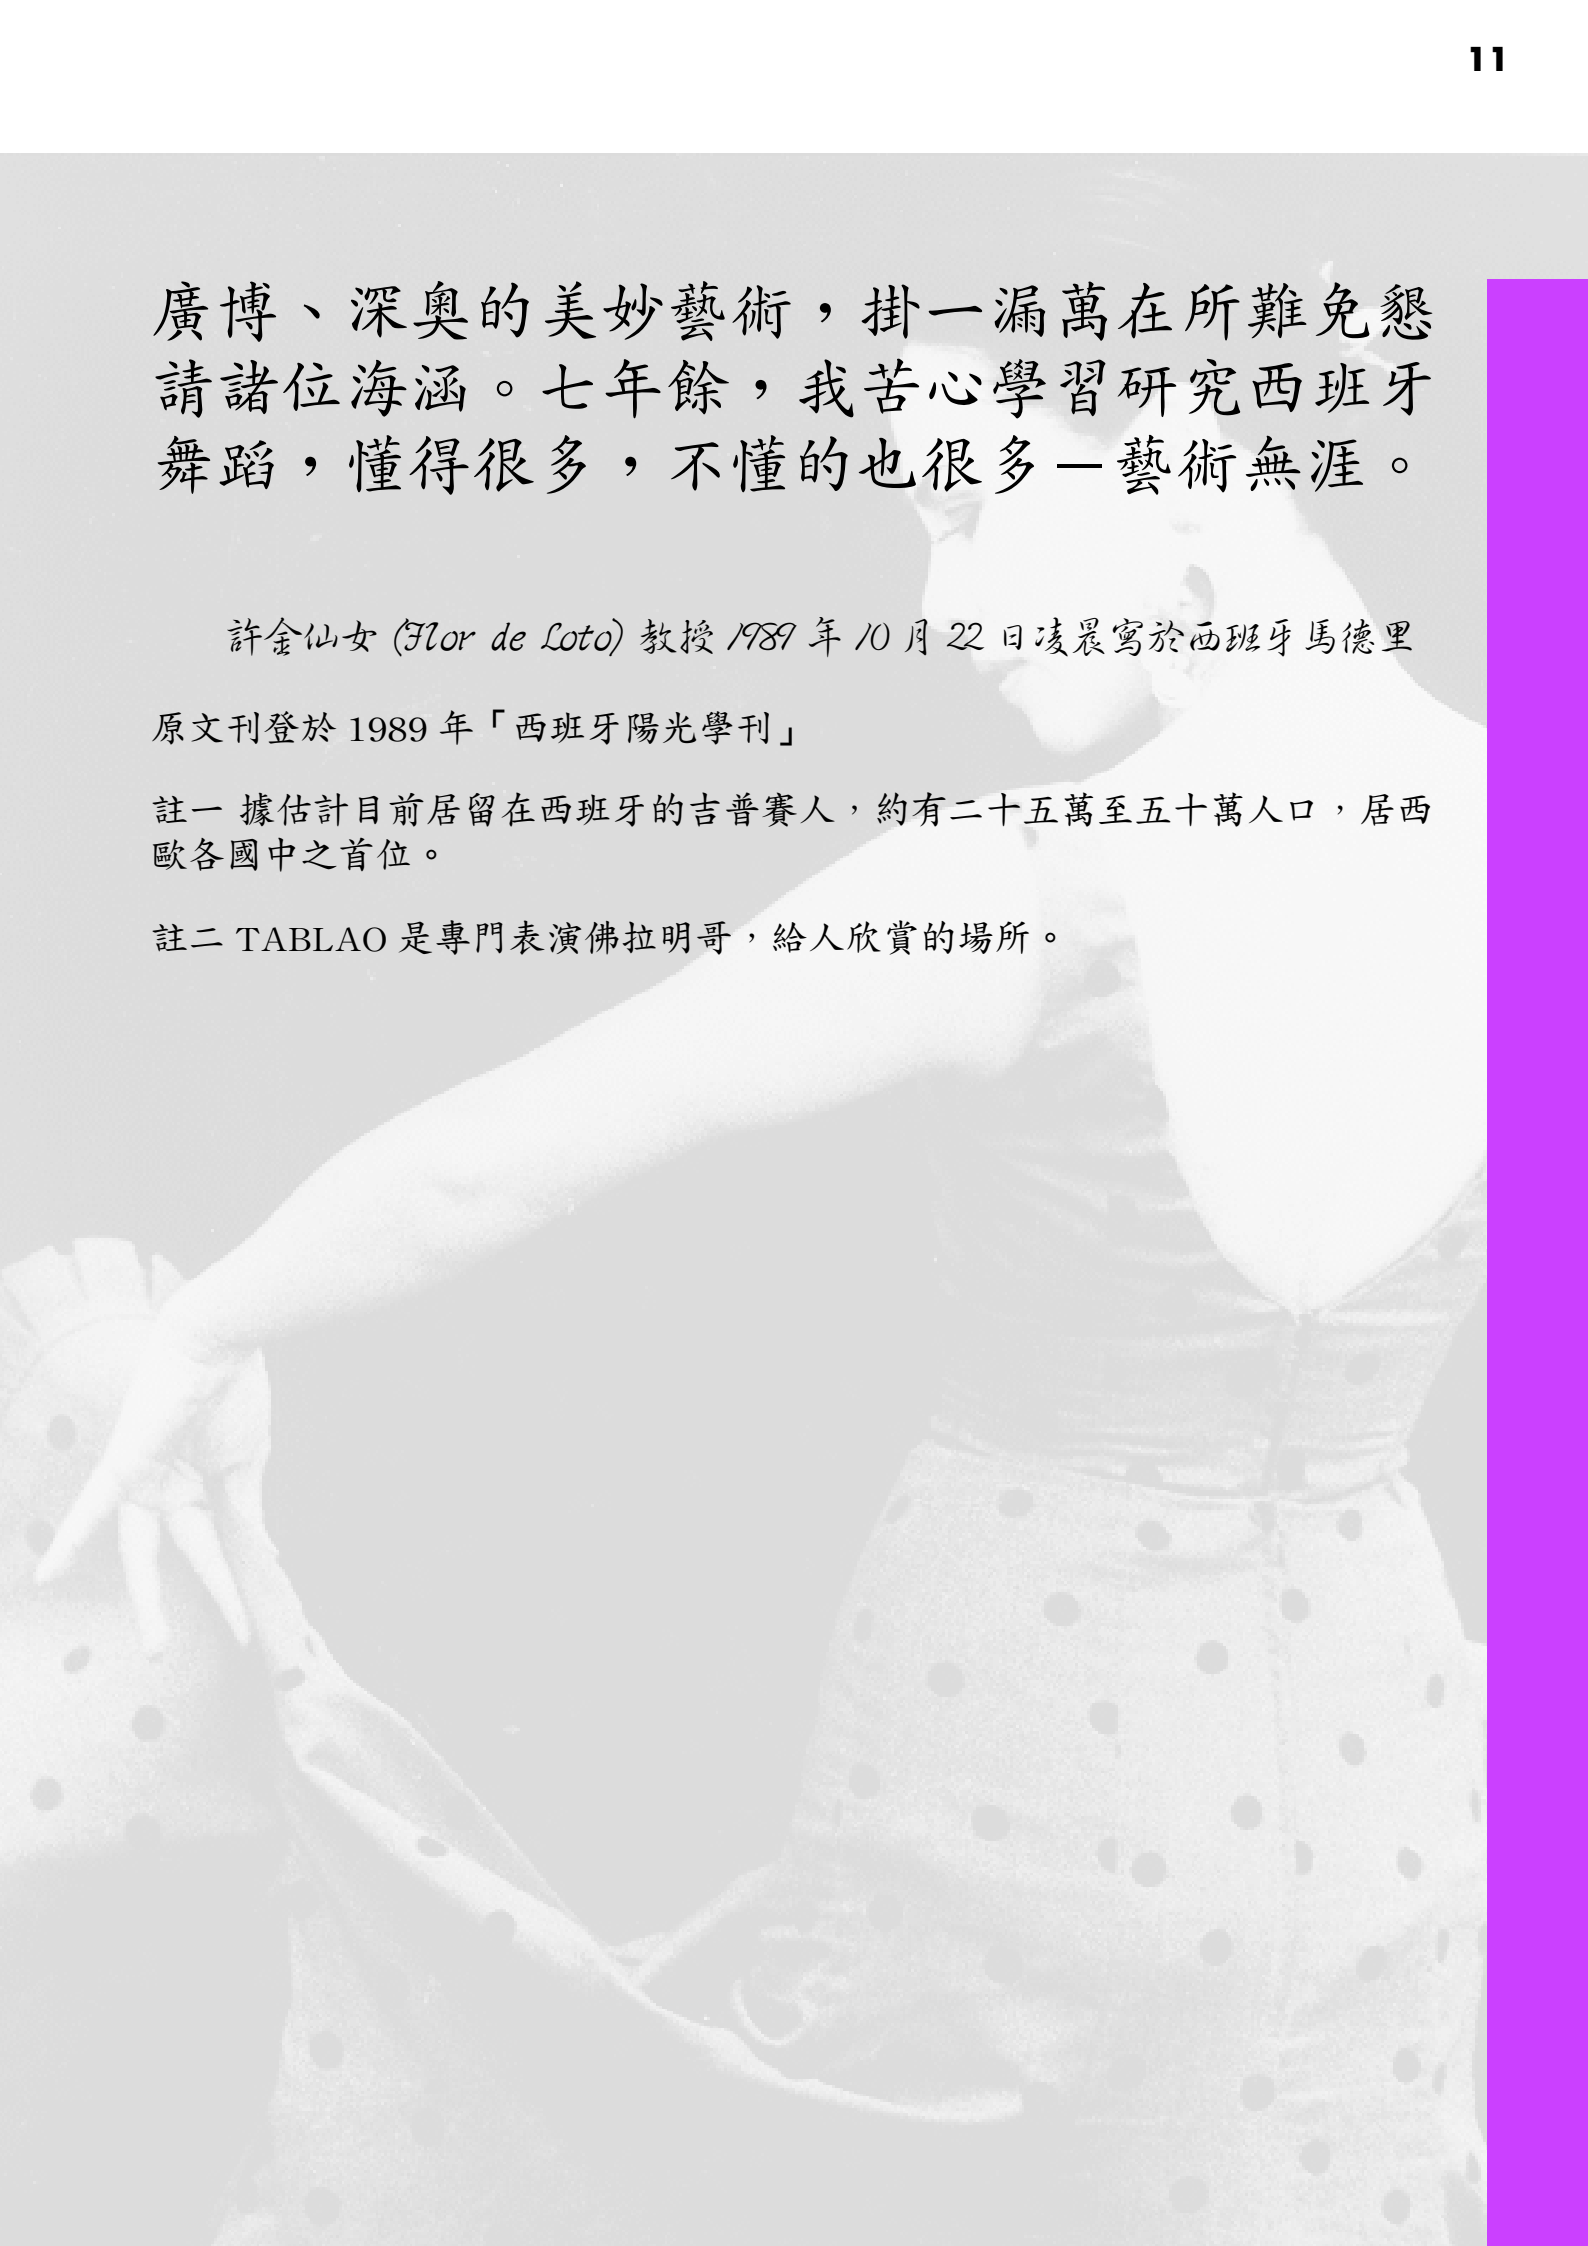 11
廣博、深奧的美妙藝術，掛一漏萬在所難免懇
請諸位海涵。七年餘，我苦心學習研究西班牙
舞蹈，懂得很多，不懂的也很多—藝術無涯。
許金仙女 (Flor de Loto) 教授 1989 年 10 月 22 日凌晨寫於西班牙馬德里
原文刊登於 1989 年「西班牙陽光學刊」
註一 據估計目前居留在西班牙的吉普賽人，約有二十五萬至五十萬人口，居西
歐各國中之首位。
註二 TABLAO 是專門表演佛拉明哥，給人欣賞的場所。